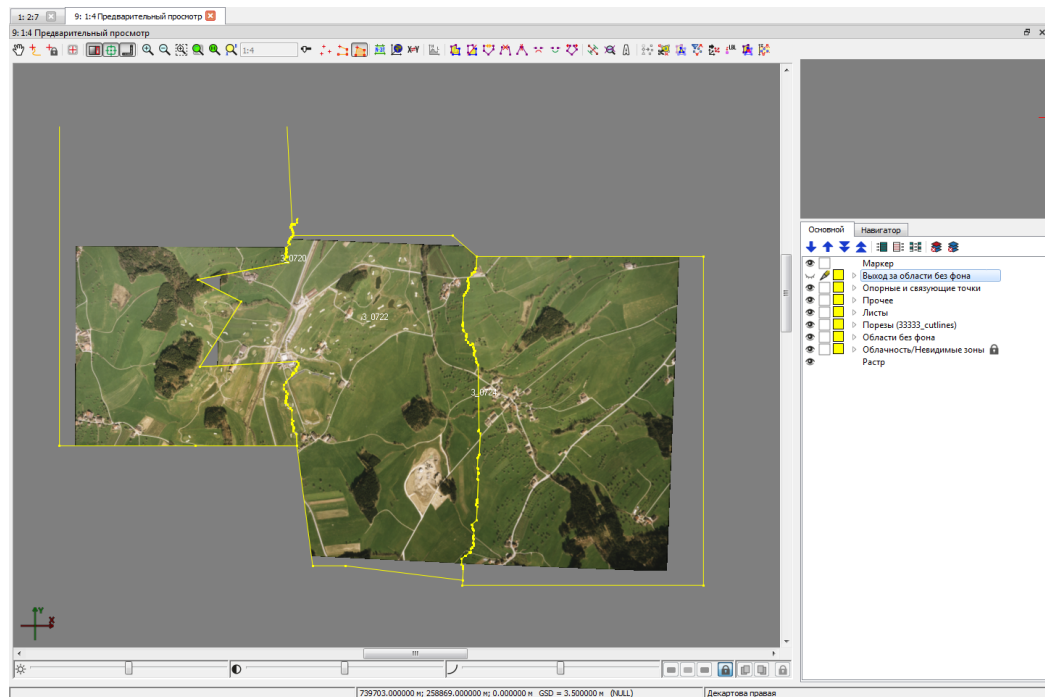 1: 2:7
9: 1:4 Предварительный просмотр
9: 1:4 Предварительный просмотр
1:4
3_0720
3_0722
3_0724
Y
X
Основной
Навигатор
Маркер
Выход за области без фона
Опорные и связующие точки
Прочее
Листы
Порезы (33333_cutlines)
Области без фона
Облачность/Невидимые зоны
Растр
739703.000000 м; 258869.000000 м; 0.000000 м GSD = 3.500000 м (NULL)
Декартова правая